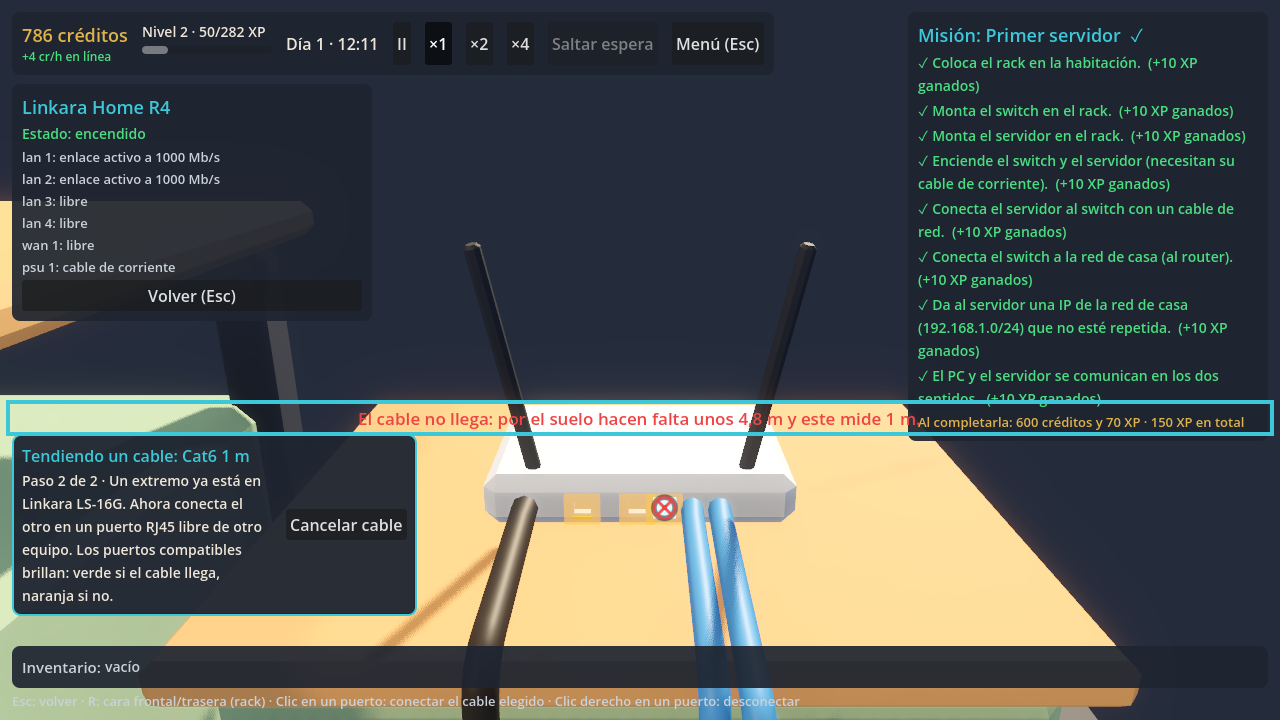 786 créditos
+4 cr/h en línea
Nivel 2 · 50/282 XP
Día 1 · 12:11
II
×1
×2
×4
Saltar espera
Menú (Esc)
Misión: Primer servidor ✓
✓ Coloca el rack en la habitación. (+10 XP
ganados)
✓ Monta el switch en el rack. (+10 XP ganados)
✓ Monta el servidor en el rack. (+10 XP ganados)
✓ Enciende el switch y el servidor (necesitan su
cable de corriente). (+10 XP ganados)
✓ Conecta el servidor al switch con un cable de
red. (+10 XP ganados)
✓ Conecta el switch a la red de casa (al router).
(+10 XP ganados)
✓ Da al servidor una IP de la red de casa
(192.168.1.0/24) que no esté repetida. (+10 XP
ganados)
✓ El PC y el servidor se comunican en los dos
sentidos. (+10 XP ganados)
Al completarla: 600 créditos y 70 XP · 150 XP en total
Linkara Home R4
Estado: encendido
lan 1: enlace activo a 1000 Mb/s
lan 2: enlace activo a 1000 Mb/s
lan 3: libre
lan 4: libre
wan 1: libre
psu 1: cable de corriente
Volver (Esc)
El cable no llega: por el suelo hacen falta unos 4.8 m y este mide 1 m.
Tendiendo un cable: Cat6 1 m
Paso 2 de 2 · Un extremo ya está en
Linkara LS-16G. Ahora conecta el
otro en un puerto RJ45 libre de otro
equipo. Los puertos compatibles
brillan: verde si el cable llega,
naranja si no.
Cancelar cable
Inventario: vacío
Esc: volver · R: cara frontal/trasera (rack) · Clic en un puerto: conectar el cable elegido · Clic derecho en un puerto: desconectar